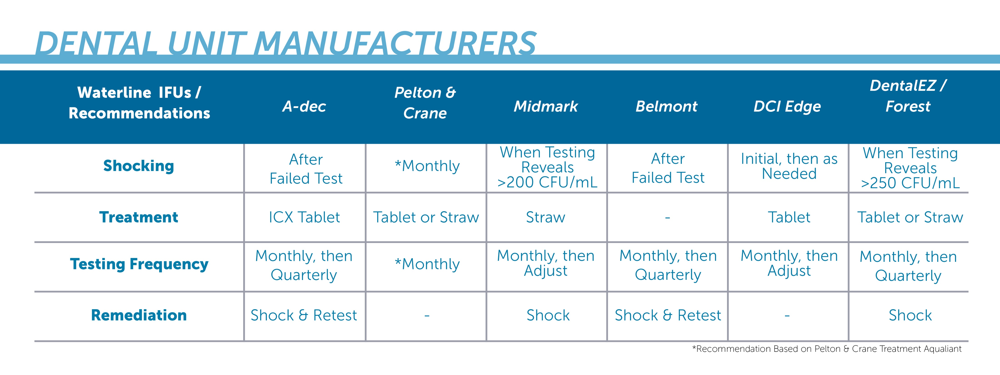 DENTAL UNIT MANUFACTURERS
Waterline IFUs /
Recommendations
A-dec
Pelton &
Crane
Midmark
Belmont
DCI Edge
DentalEZ /
Forest
Shocking
After
Failed Test
*Monthly
When Testing
Reveals
>200 CFU/mL
After
Failed Test
Initial, then as
Needed
When Testing
Reveals
>250 CFU/mL
Treatment
ICX Tablet
Tablet or Straw
Straw
-
Tablet
Tablet or Straw
Testing Frequency
Monthly, then
Quarterly
*Monthly
Monthly, then
Adjust
Monthly, then
Quarterly
Monthly, then
Adjust
Monthly, then
Quarterly
Remediation
Shock & Retest
-
Shock
Shock & Retest
-
Shock
*Recommendation Based on Pelton & Crane Treatment Aqualiant